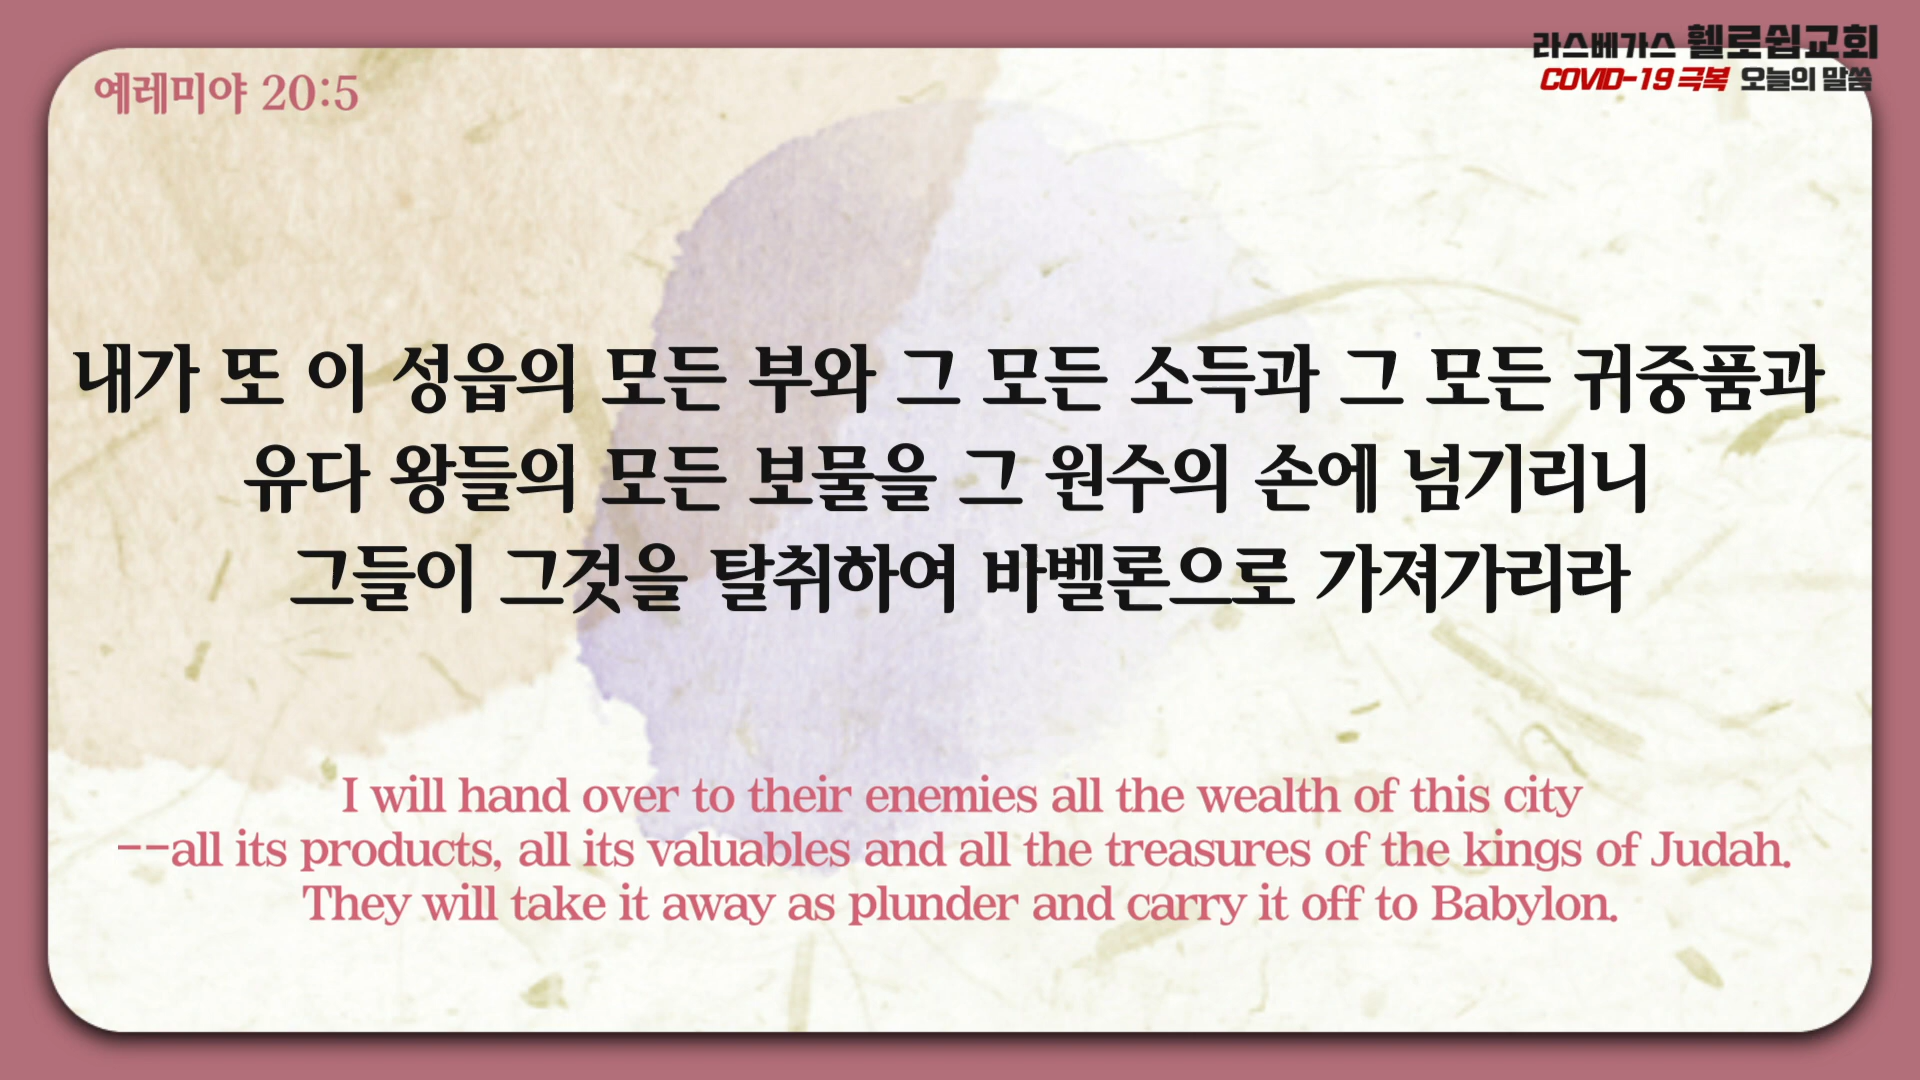 라스베가스 휄로쉽교회
COVID-19 극복 오늘의 말씀
예레미야 20:5
내가 또 이 성읍의 모든 부와 그 모든 소득과 그 모든 귀중품과
유다 왕들의 모든 보물을 그 원수의 손에 넘기리니
그들이 그것을 탈취하여 바벨론으로 가져가리라
I will hand over to their enemies all the wealth of this city
--all its products, all its valuables and all the treasures of the kings of Judah.
They will take it away as plunder and carry it off to Babylon.